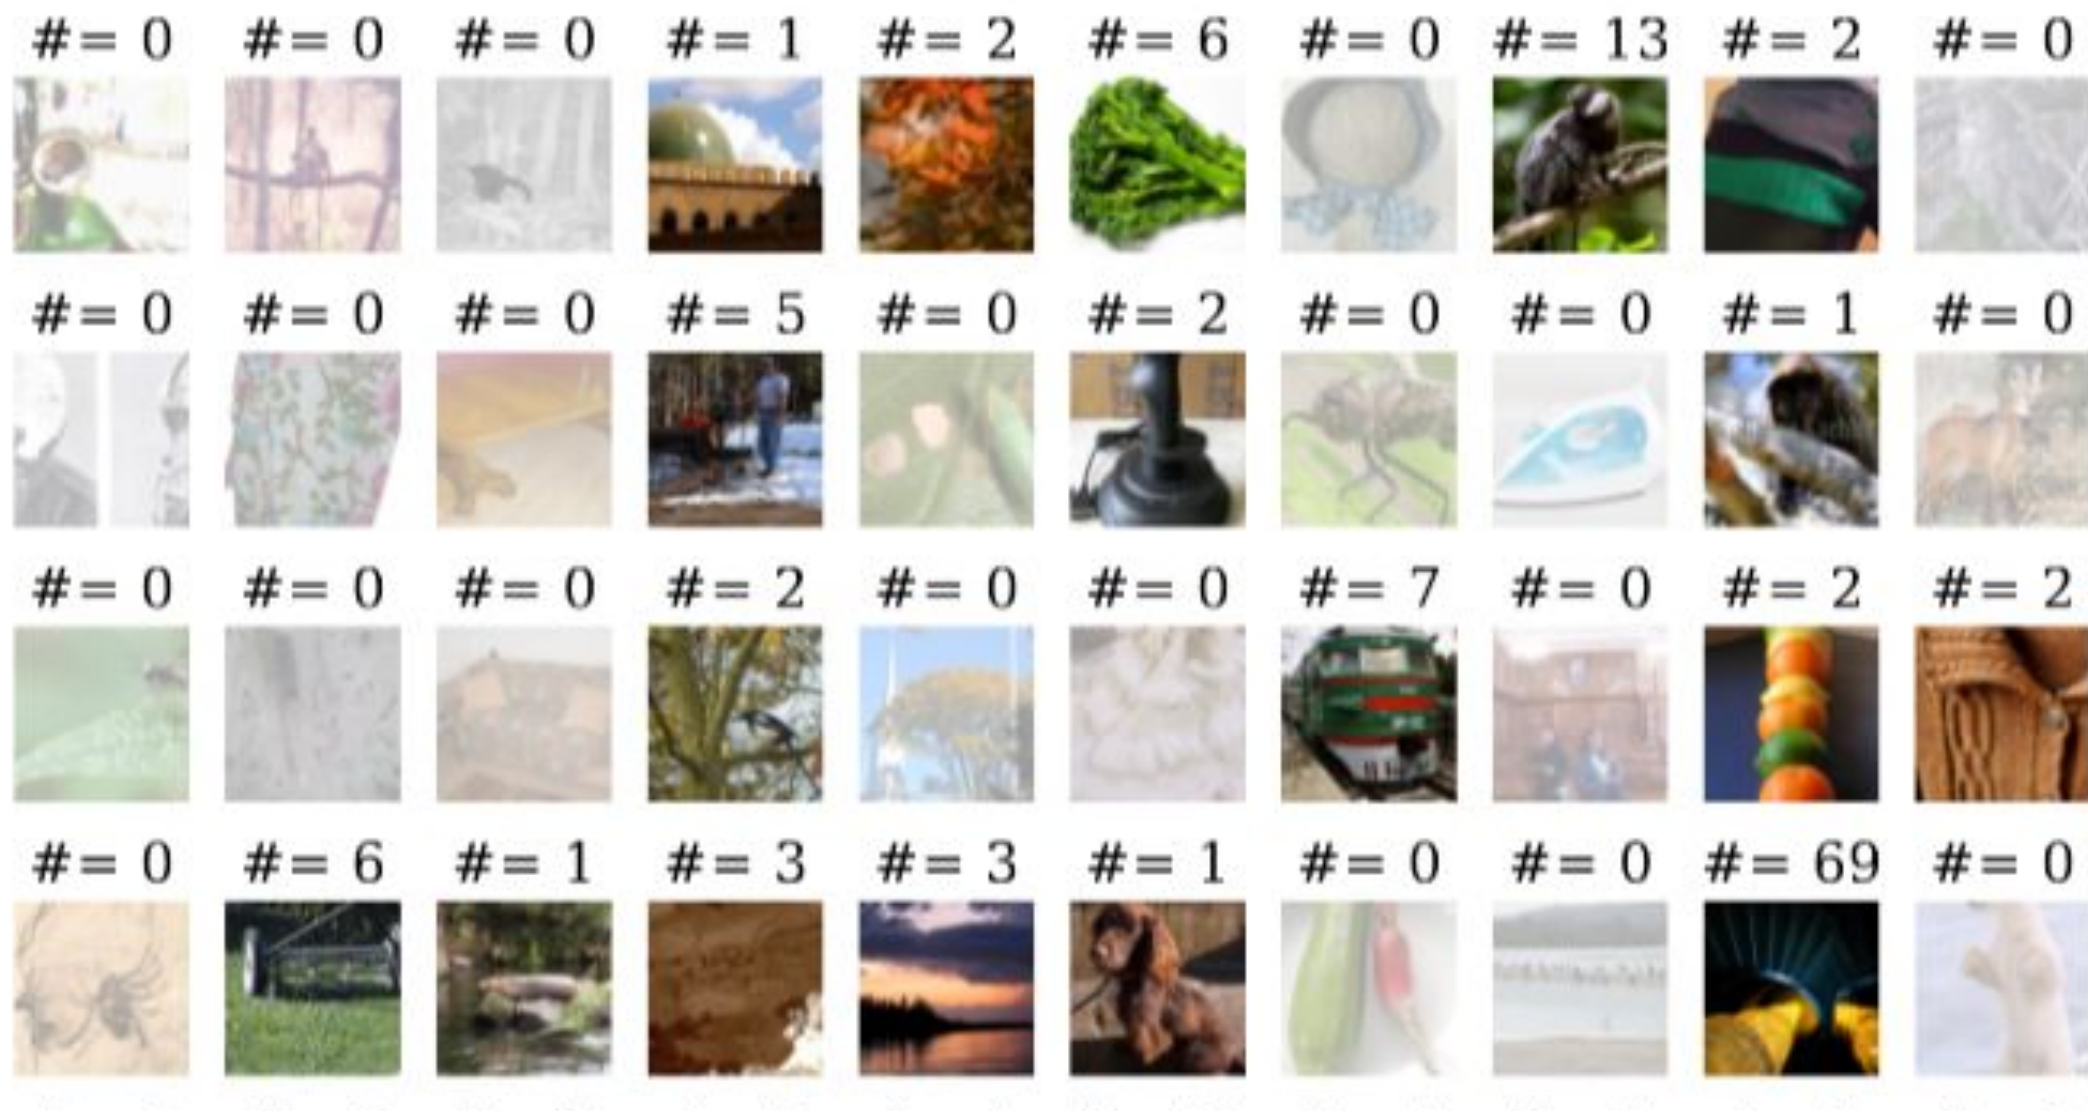 #= 0 #= 0 #= 0 #= 1 #= 2 #= 6 #= 0 #= 13 #= 2 #= 0
#= 0 #= 0 #= 0 #= 5 #= 0 #= 2 #= 0 #= 0 #= 1 #= 0
#= 0 #= 0 #= 0 #= 2 #= 0 #= 0 #= 7 #= 0 #= 2 #= 2
#= 0 #= 6 #= 1 #= 3 #= 3 #= 1 #= 0 #= 0 #= 69 #= 0